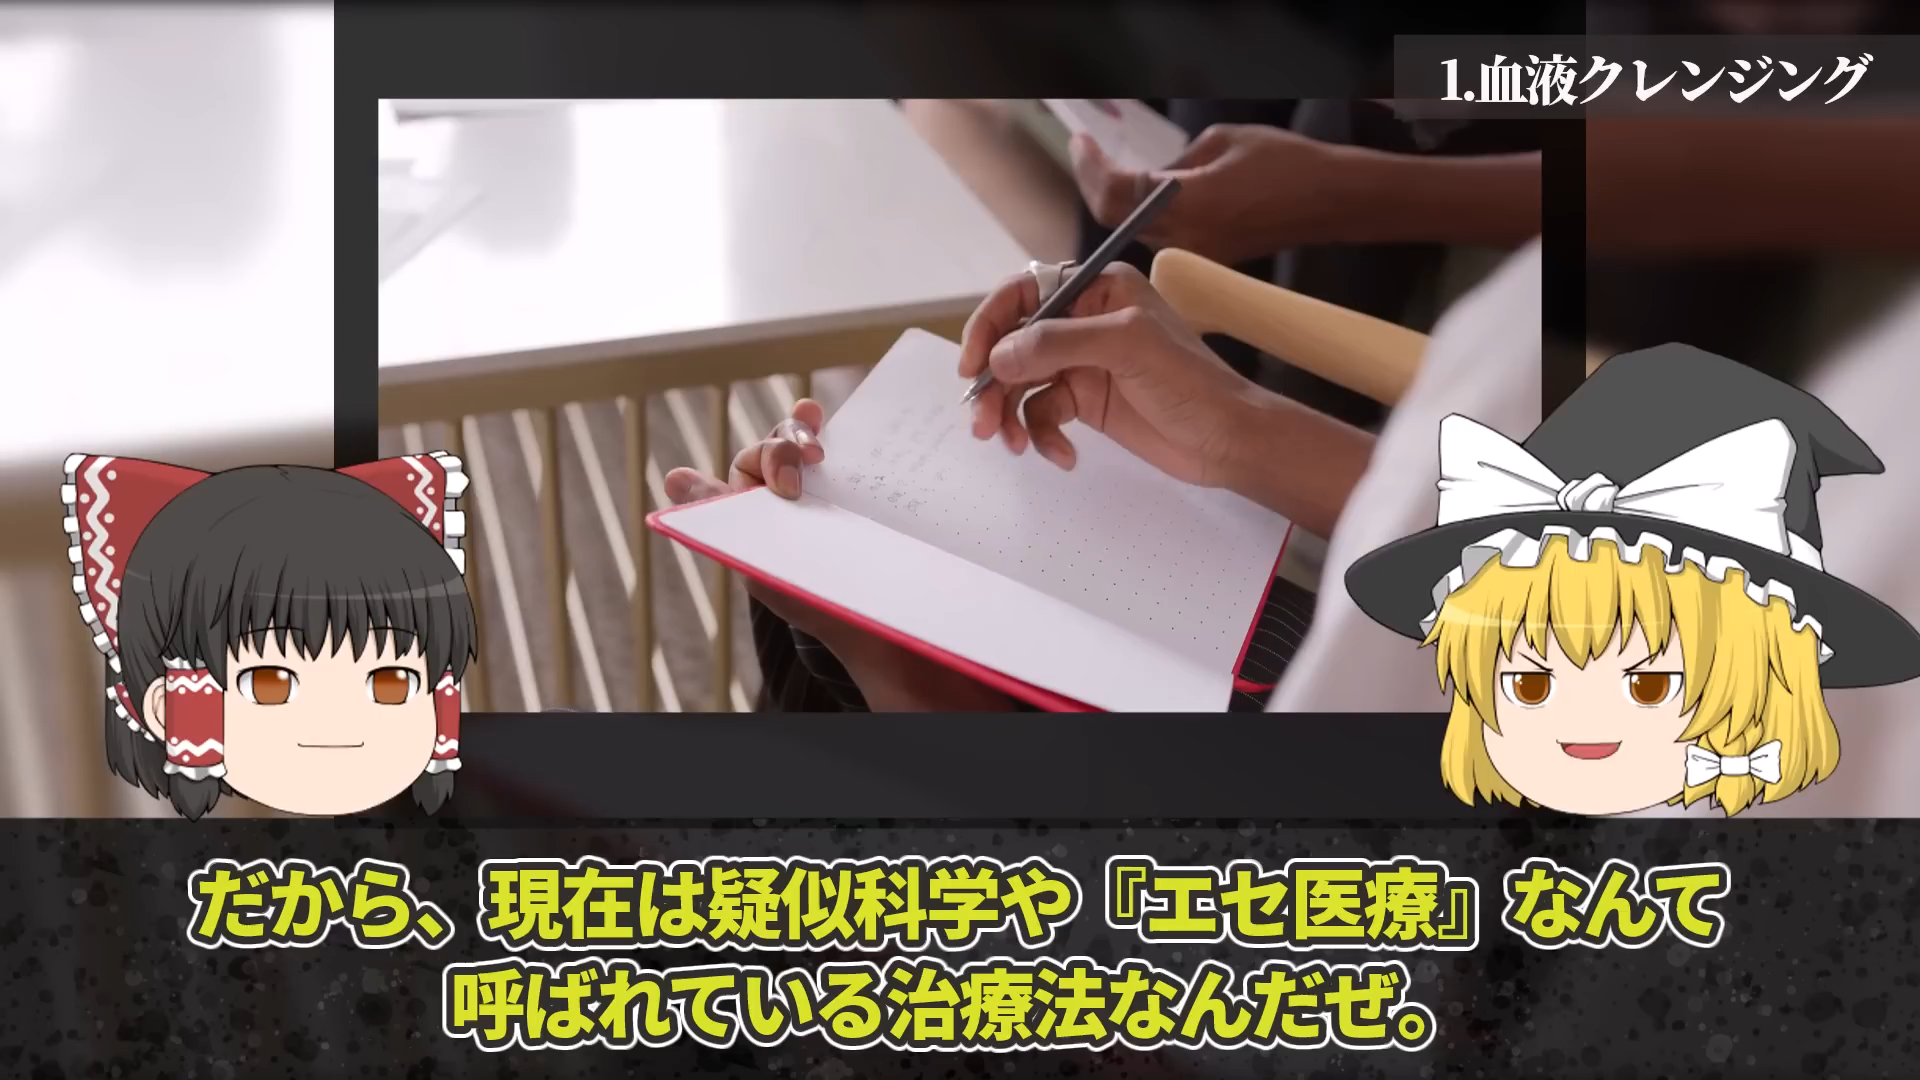 1.血液クレンジング
だから、現在は疑似科学や『エセ医療』なんて
呼ばれている治療法なんだぜ。